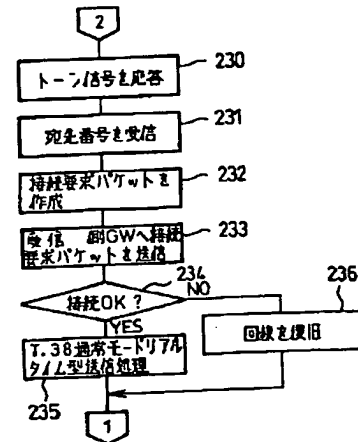 2
トーン信号を応答
230
宛先番号を受信
231
接続要求パケットを
作成
232
受信 側GWへ接続
要求パケットを送信
233
接続OK?
234
NO
YES
236
回線を復旧
T.38通常モードリアル
タイム型送信処理
235
1